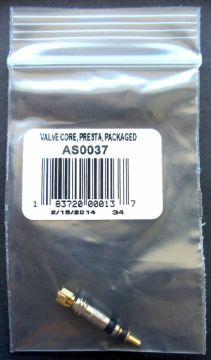 VALVE CORE, PRESTA, PACKAGED
AS0037
1 83720 00013 7
2/15/2014 34